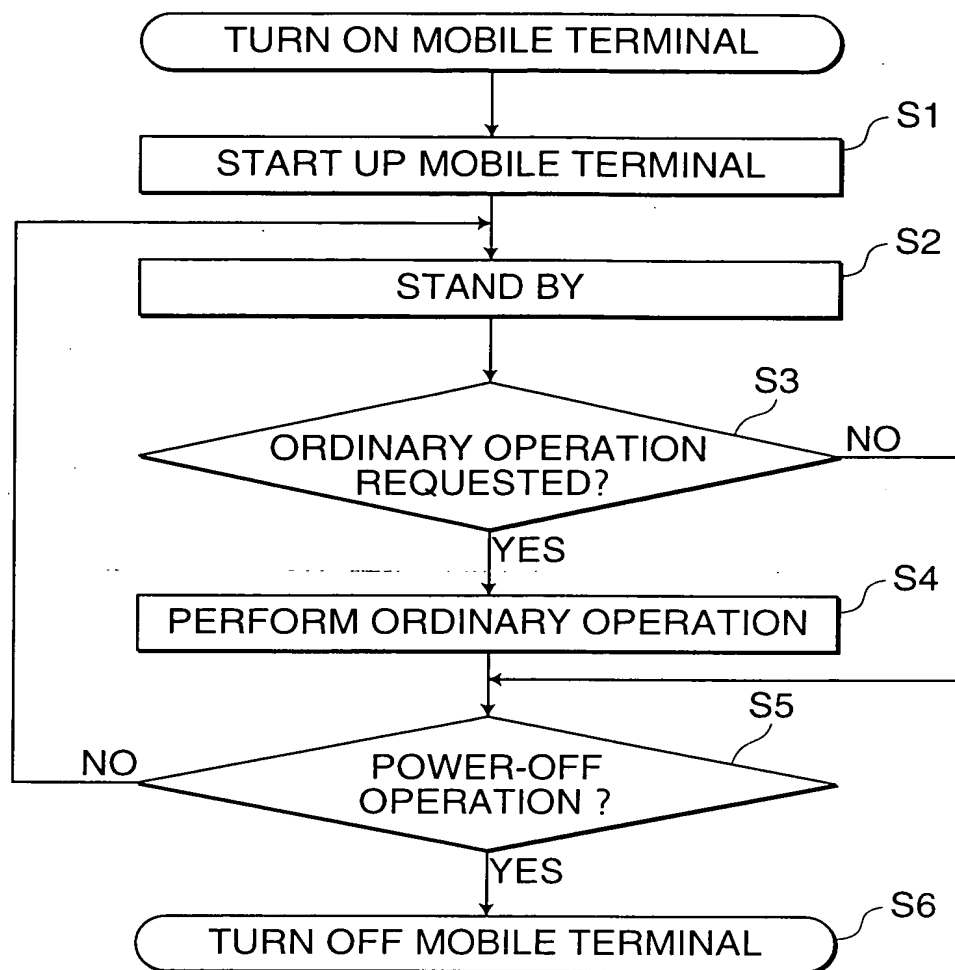 TURN ON MOBILE TERMINAL
S1
START UP MOBILE TERMINAL
S2
STAND BY
S3
ORDINARY OPERATION
REQUESTED?
NO
YES
S4
PERFORM ORDINARY OPERATION
S5
NO
POWER-OFF
OPERATION ?
YES
S6
TURN OFF MOBILE TERMINAL